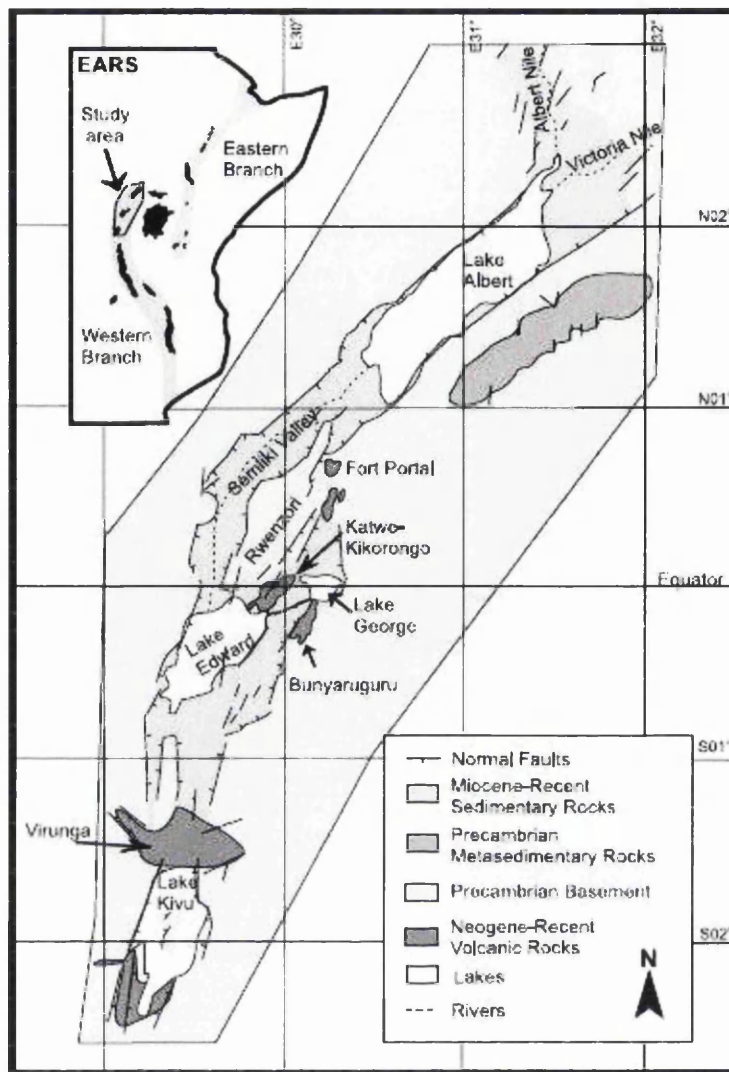 EARS
Study
area
Eastern
Branch
Western
Branch
E30°
E31°
E32°
Albert Nile
Victoria Nile
N02°
Lake
Albert
N01°
Semliki Valley
Fort Portal
Rwenzori
Katwe-
Kikorongo
Equator
Lake
George
Lake
Edward
Bunyaruguru
S01°
Virunga
Lake
Kivu
S02°
Normal Faults
Miocene-Recent
Sedimentary Rocks
Precambrian
Metasedimentary Rocks
Precambrian Basement
Neogene-Recent
Volcanic Rocks
Lakes
Rivers
N